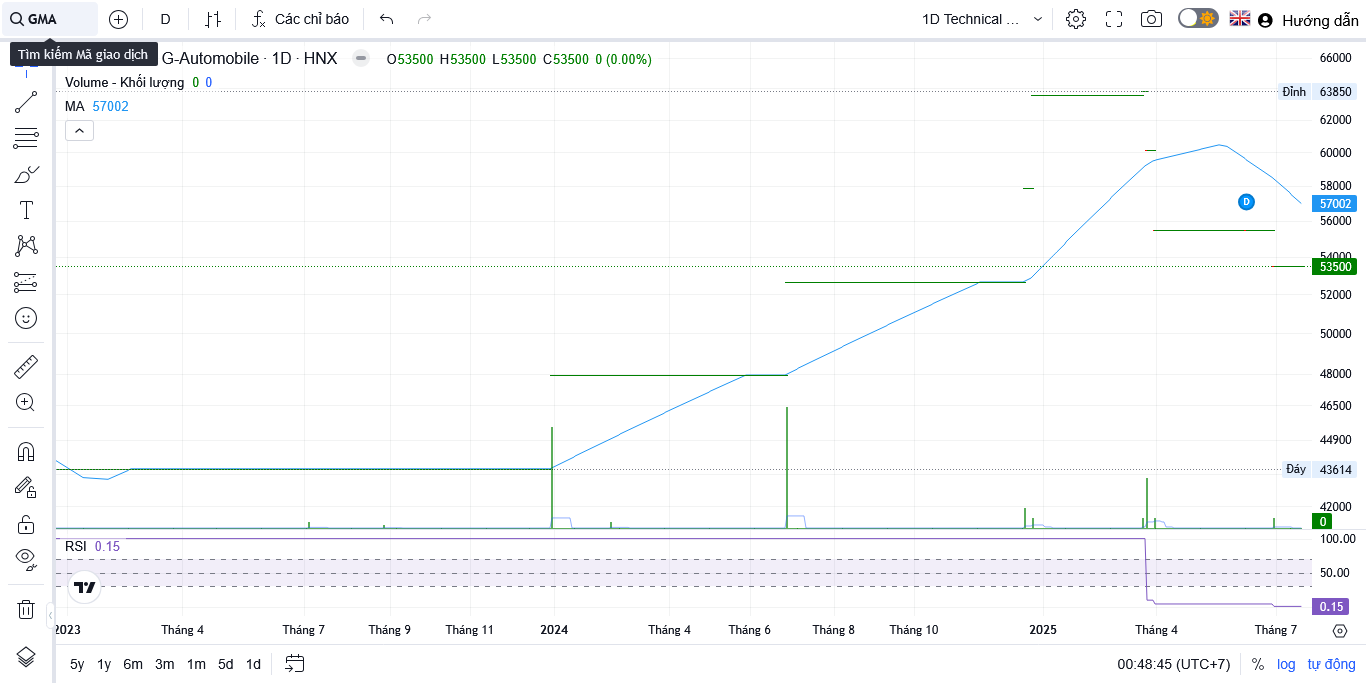 GMA D Các chỉ báo 1D Technical ... Hướng dẫn
Tìm kiếm Mã giao dịch
G-Automobile · 1D · HNX O53500 H53500 L53500 C53500 0 (0.00%)
Volume - Khối lượng 0 0
MA 57002
66000
Đỉnh 63850
62000
60000
58000
57002
56000
54000
53500
52000
50000
48000
46500
44900
Đáy 43614
42000
0
RSI 0.15
100.00
50.00
0.15
2023 Tháng 4 Tháng 7 Tháng 9 Tháng 11 2024 Tháng 4 Tháng 6 Tháng 8 Tháng 10 2025 Tháng 4 Tháng 7
D
5y 1y 6m 3m 1m 5d 1d 00:48:45 (UTC+7) % log tự động